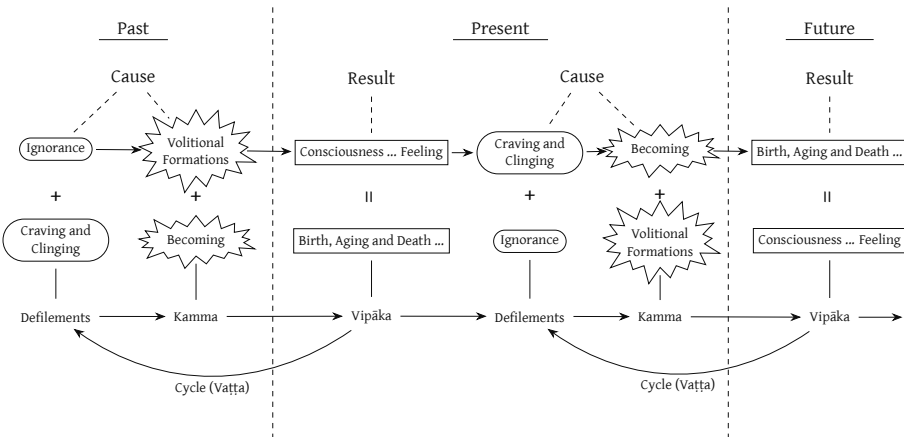 Past
Present
Future
Cause
Result
Cause
Result
Ignorance
Volitional
Formations
Consciousness ... Feeling
Craving and
Clinging
Becoming
Birth, Aging and Death ...
+
+
=
+
+
=
Craving and
Clinging
Becoming
Birth, Aging and Death ...
Ignorance
Volitional
Formations
Consciousness ... Feeling
Defilements
Kamma
Vipāka
Defilements
Kamma
Vipāka
Cycle (Vaṭṭa)
Cycle (Vaṭṭa)